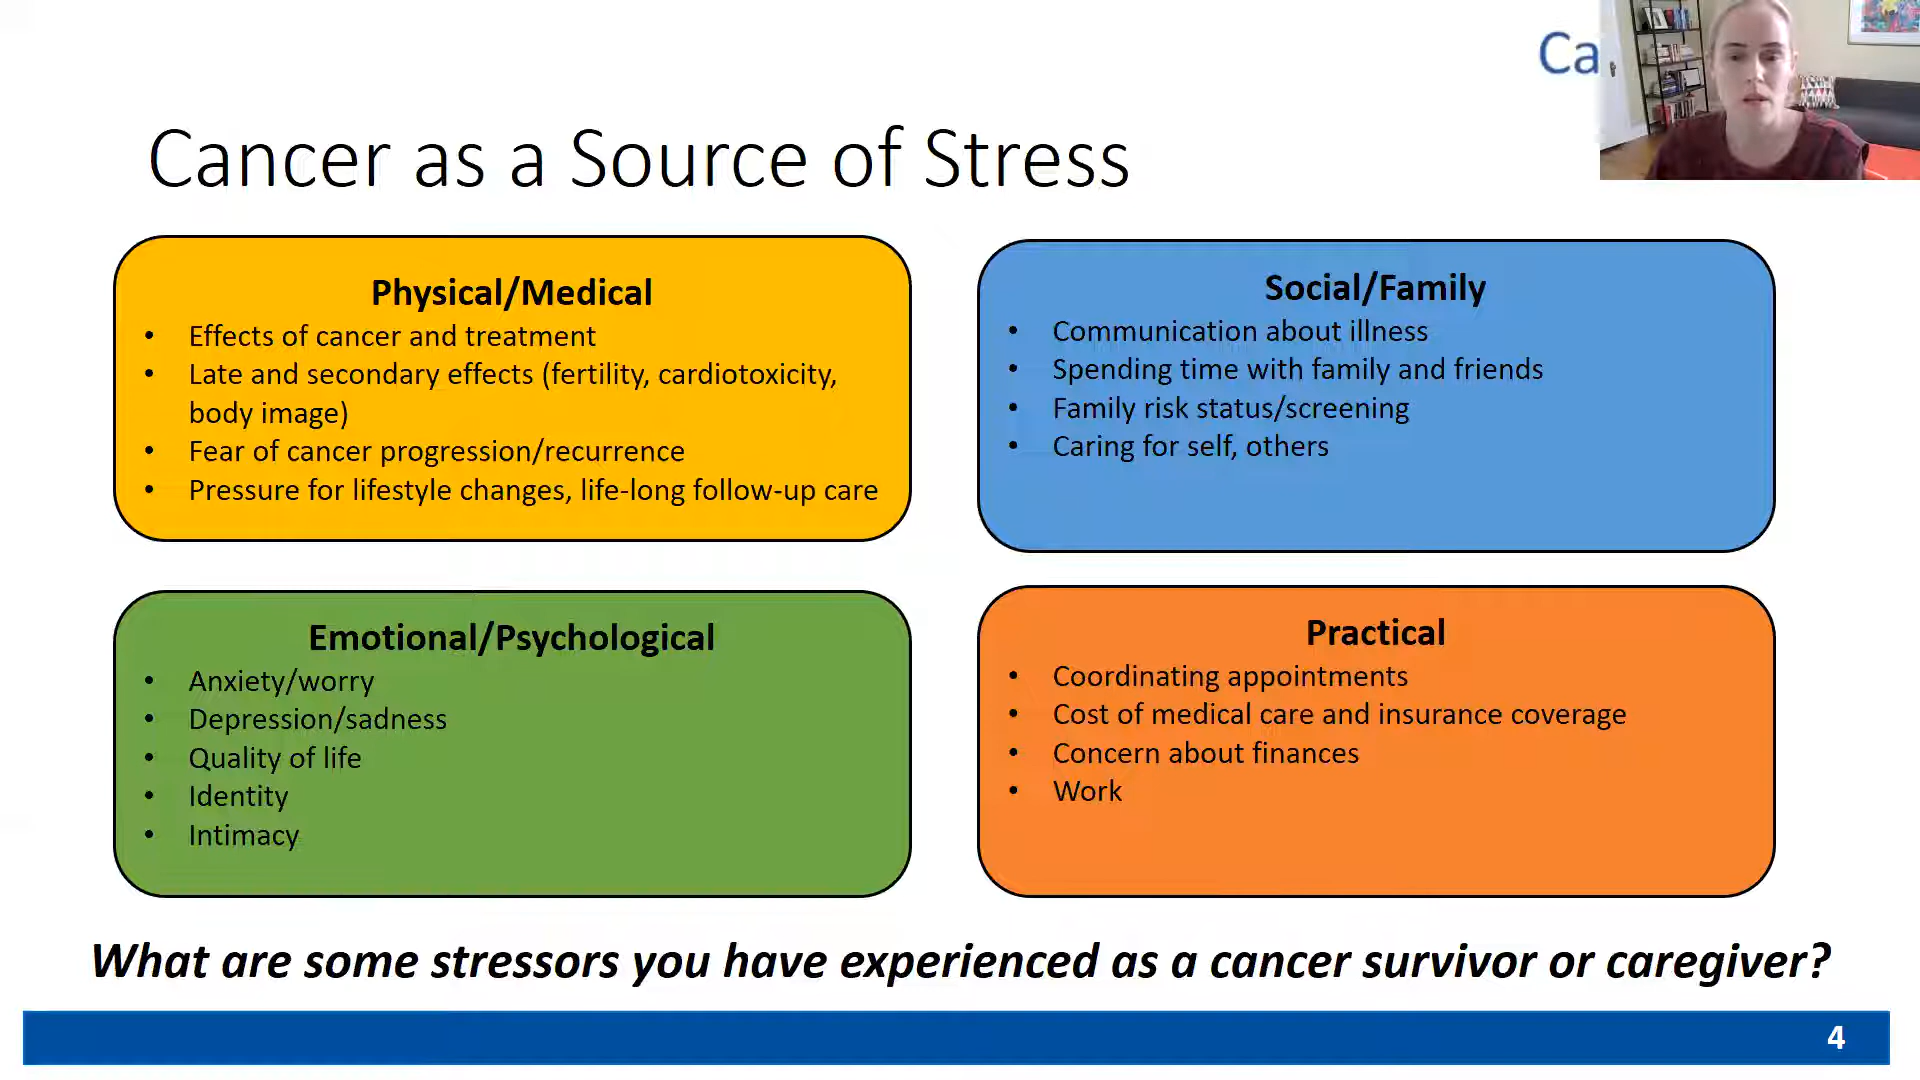 Ca
Cancer as a Source of Stress
Physical/Medical
• Effects of cancer and treatment
• Late and secondary effects (fertility, cardiotoxicity,
body image)
• Fear of cancer progression/recurrence
• Pressure for lifestyle changes, life-long follow-up care
Social/Family
• Communication about illness
• Spending time with family and friends
• Family risk status/screening
• Caring for self, others
Emotional/Psychological
• Anxiety/worry
• Depression/sadness
• Quality of life
• Identity
• Intimacy
Practical
• Coordinating appointments
• Cost of medical care and insurance coverage
• Concern about finances
• Work
What are some stressors you have experienced as a cancer survivor or caregiver?
4